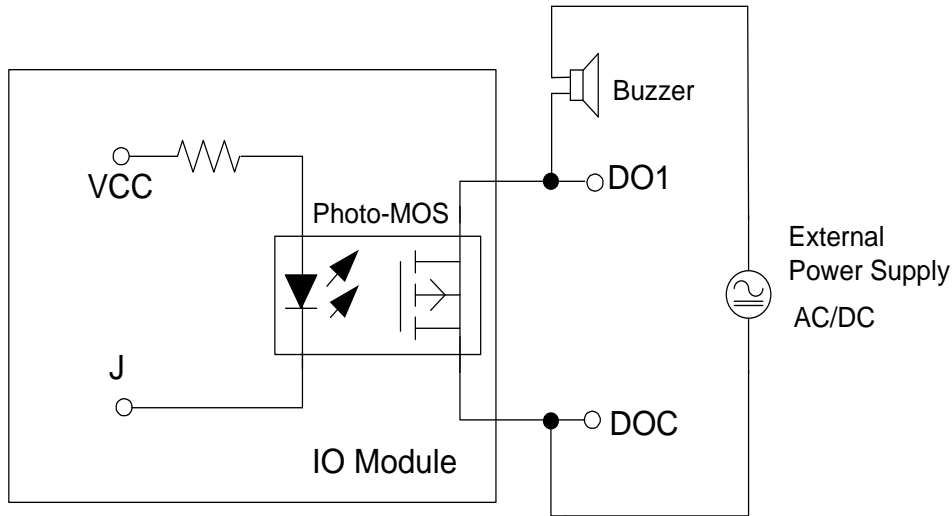 Buzzer
VCC
DO1
Photo-MOS
External
Power Supply
AC/DC
J
DOC
IO Module